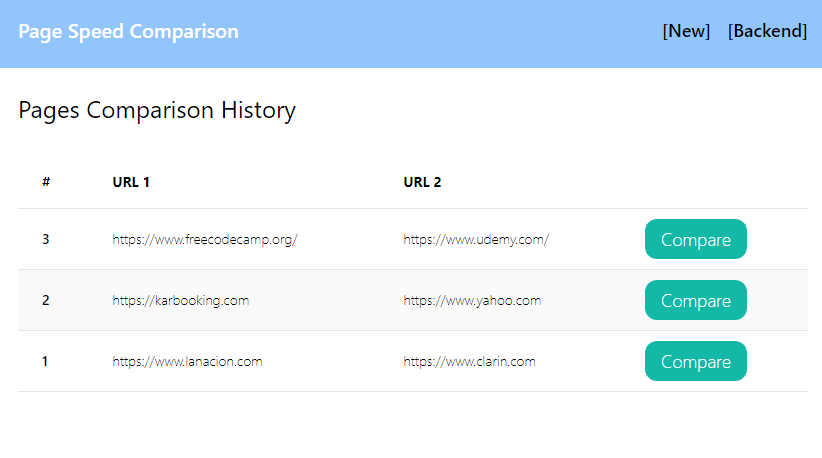 Page Speed Comparison [New] [Backend]
Pages Comparison History
# URL 1 URL 2
3 https://www.freecodecamp.org/ https://www.udemy.com/ Compare
2 https://karbooking.com https://www.yahoo.com Compare
1 https://www.lanacion.com https://www.clarin.com Compare